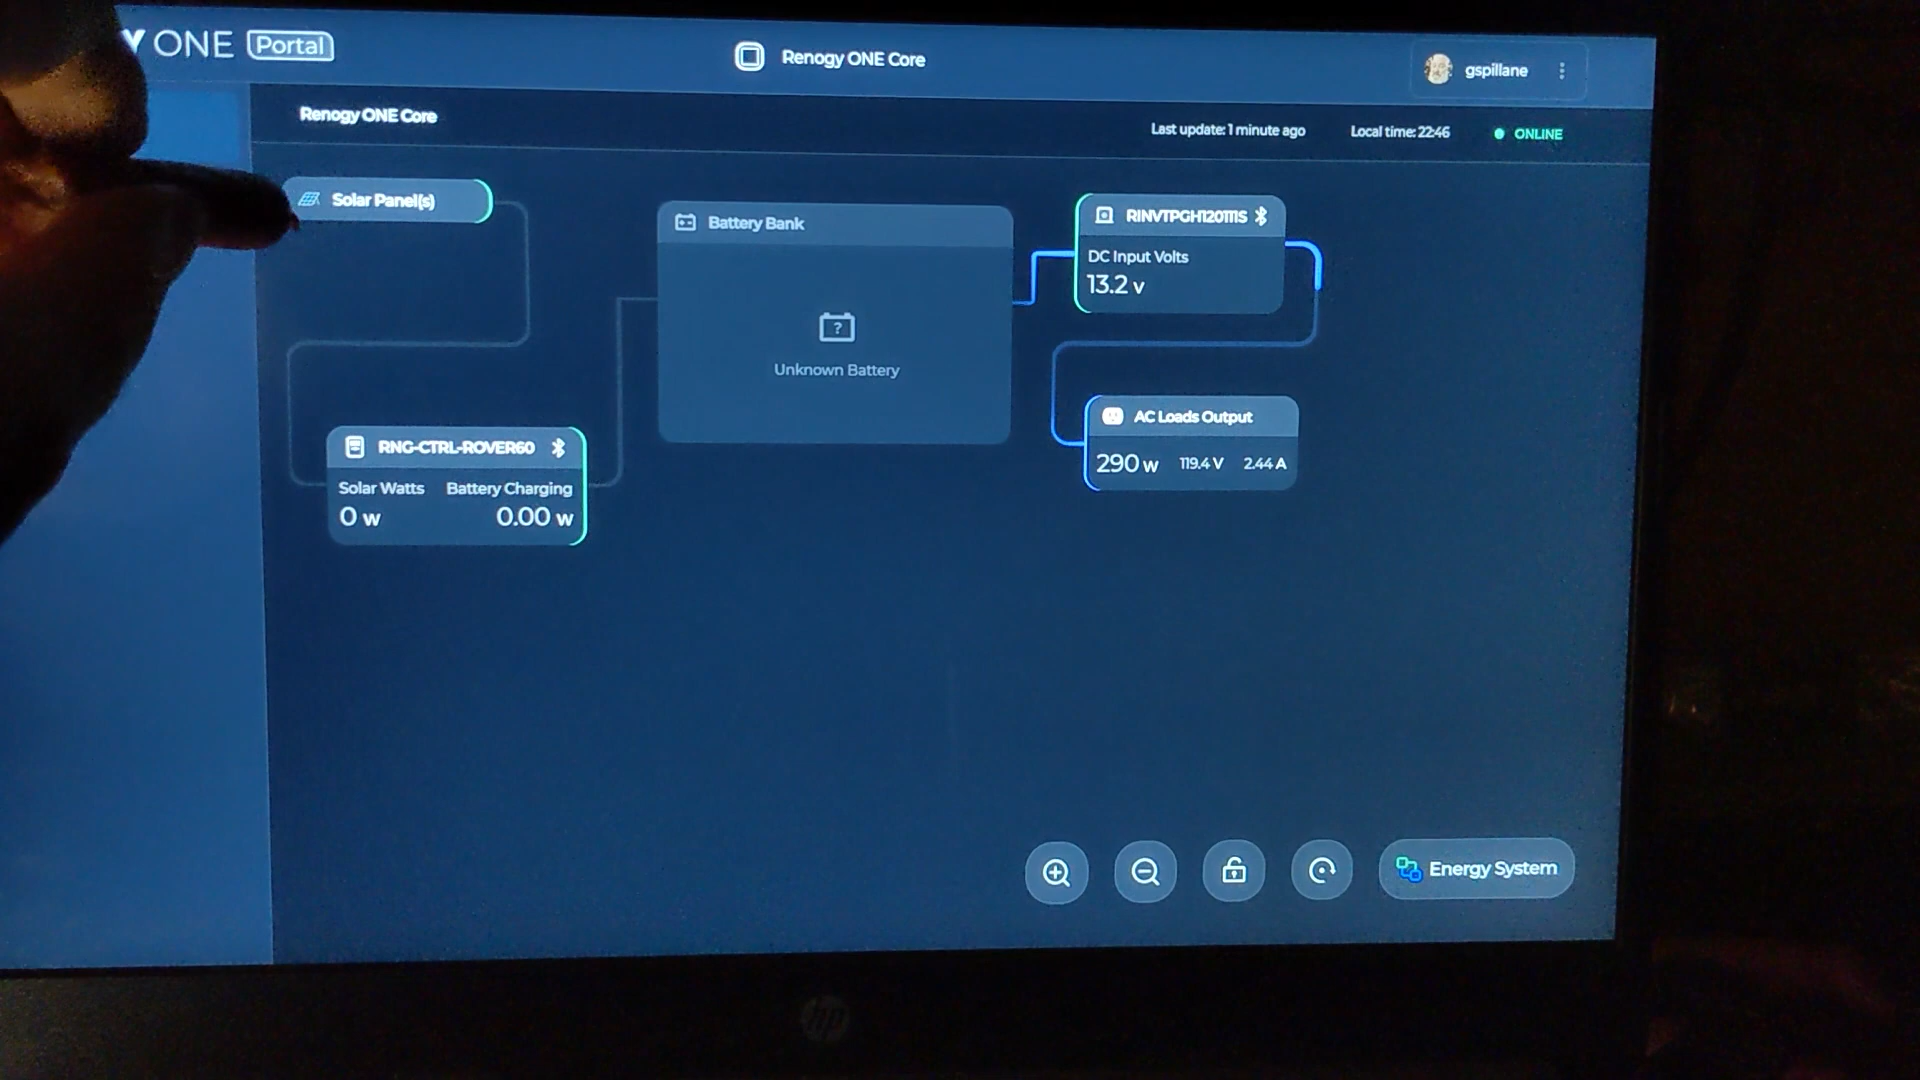 Y ONE Portal
Renogy ONE Core
gspillane
Renogy ONE Core
Last update: 1 minute ago
Local time: 22:46
ONLINE
Solar Panel(s)
Battery Bank
?
Unknown Battery
RINVTPGH120111S
DC Input Volts
13.2 v
AC Loads Output
290 w 119.4 V 2.44 A
RNG-CTRL-ROVER60
Solar Watts Battery Charging
0 w 0.00 w
Energy System
hp